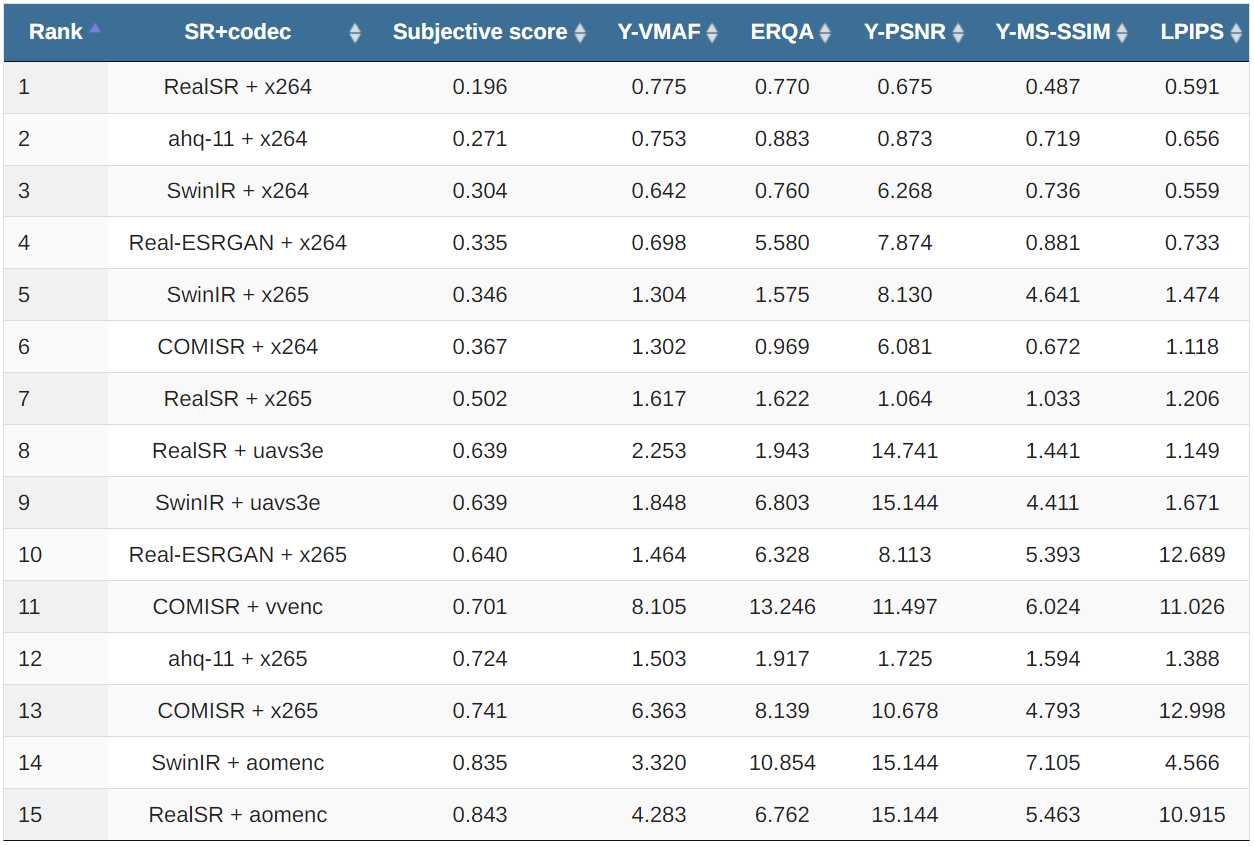 Rank SR+codec Subjective score Y-VMAF ERQA Y-PSNR Y-MS-SSIM LPIPS
1 RealSR + x264 0.196 0.775 0.770 0.675 0.487 0.591
2 ahq-11 + x264 0.271 0.753 0.883 0.873 0.719 0.656
3 SwinIR + x264 0.304 0.642 0.760 6.268 0.736 0.559
4 Real-ESRGAN + x264 0.335 0.698 5.580 7.874 0.881 0.733
5 SwinIR + x265 0.346 1.304 1.575 8.130 4.641 1.474
6 COMISR + x264 0.367 1.302 0.969 6.081 0.672 1.118
7 RealSR + x265 0.502 1.617 1.622 1.064 1.033 1.206
8 RealSR + uavs3e 0.639 2.253 1.943 14.741 1.441 1.149
9 SwinIR + uavs3e 0.639 1.848 6.803 15.144 4.411 1.671
10 Real-ESRGAN + x265 0.640 1.464 6.328 8.113 5.393 12.689
11 COMISR + vvenc 0.701 8.105 13.246 11.497 6.024 11.026
12 ahq-11 + x265 0.724 1.503 1.917 1.725 1.594 1.388
13 COMISR + x265 0.741 6.363 8.139 10.678 4.793 12.998
14 SwinIR + aomenc 0.835 3.320 10.854 15.144 7.105 4.566
15 RealSR + aomenc 0.843 4.283 6.762 15.144 5.463 10.915